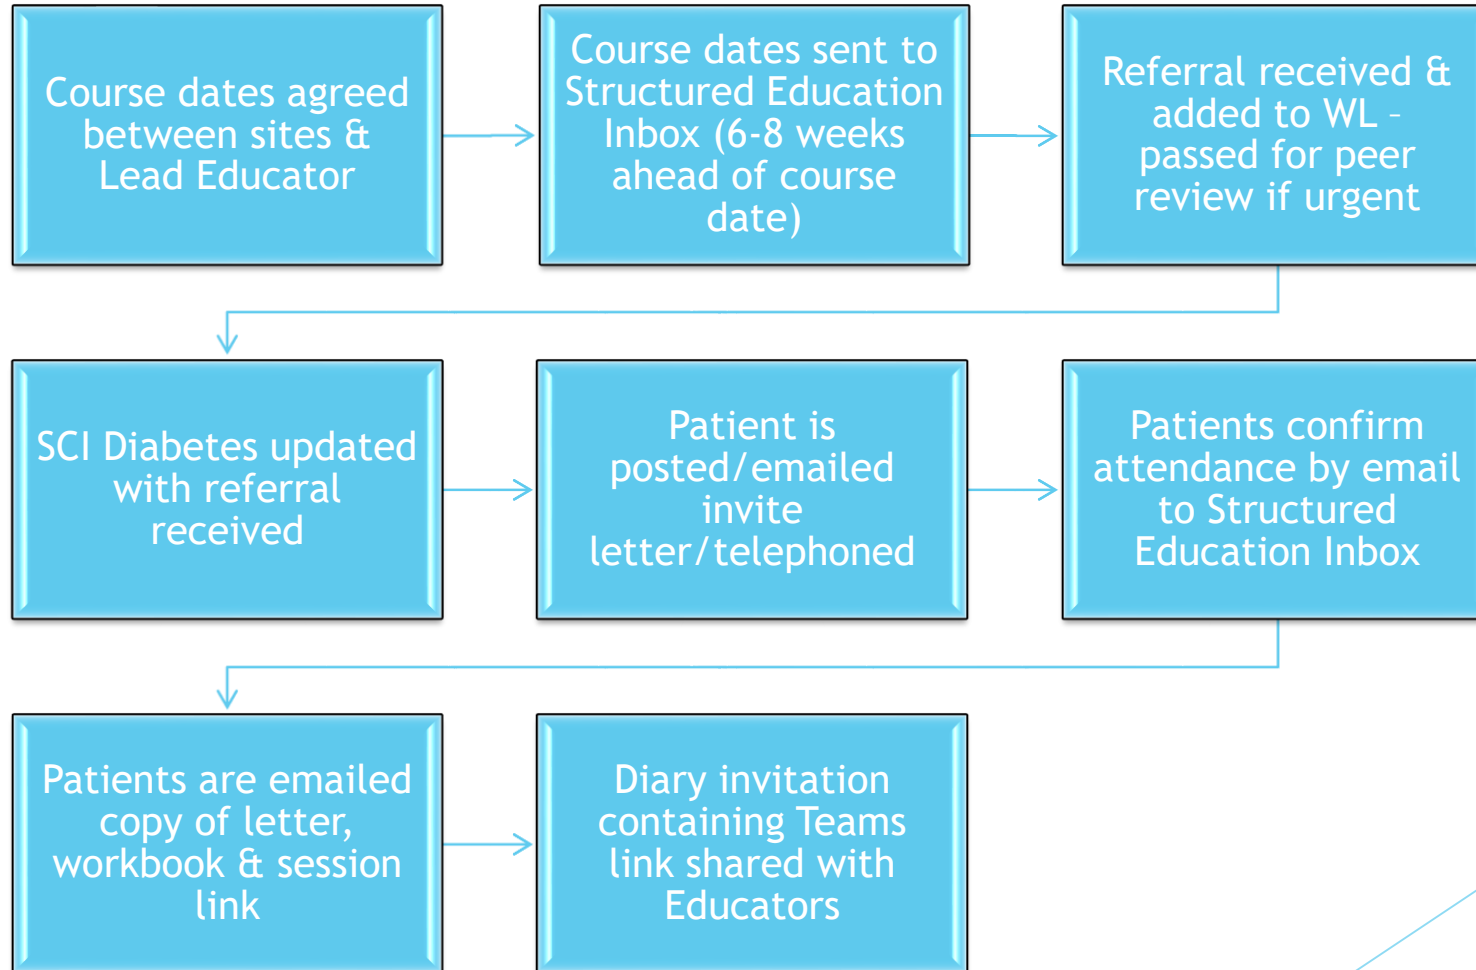 Course dates agreed
between sites &
Lead Educator
Course dates sent to
Structured Education
Inbox (6-8 weeks
ahead of course
date)
Referral received &
added to WL –
passed for peer
review if urgent
SCI Diabetes updated
with referral
received
Patient is
posted/emailed
invite
letter/telephoned
Patients confirm
attendance by email
to Structured
Education Inbox
Patients are emailed
copy of letter,
workbook & session
link
Diary invitation
containing Teams
link shared with
Educators